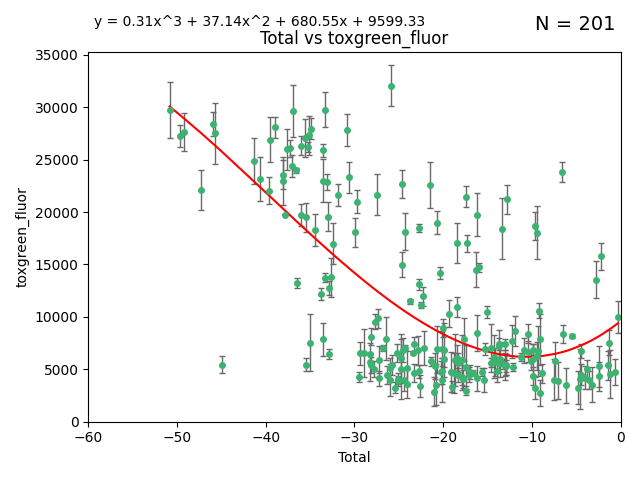 y = 0.31x^3 + 37.14x^2 + 680.55x + 9599.33
N = 201
Total vs toxgreen_fluor
35000
30000
25000
20000
15000
10000
5000
0
toxgreen_fluor
−60 −50 −40 −30 −20 −10 0
Total